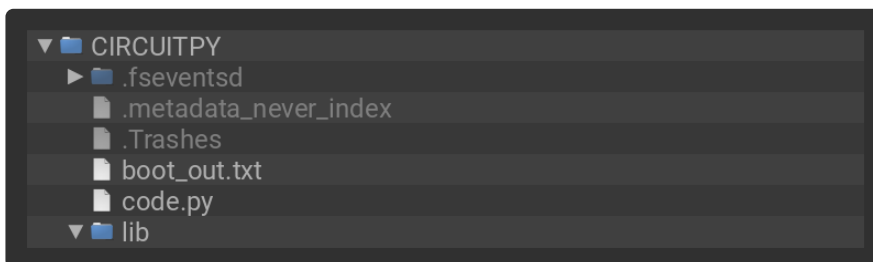 CIRCUITPY
.fseventsd
.metadata_never_index
.Trashes
boot_out.txt
code.py
lib